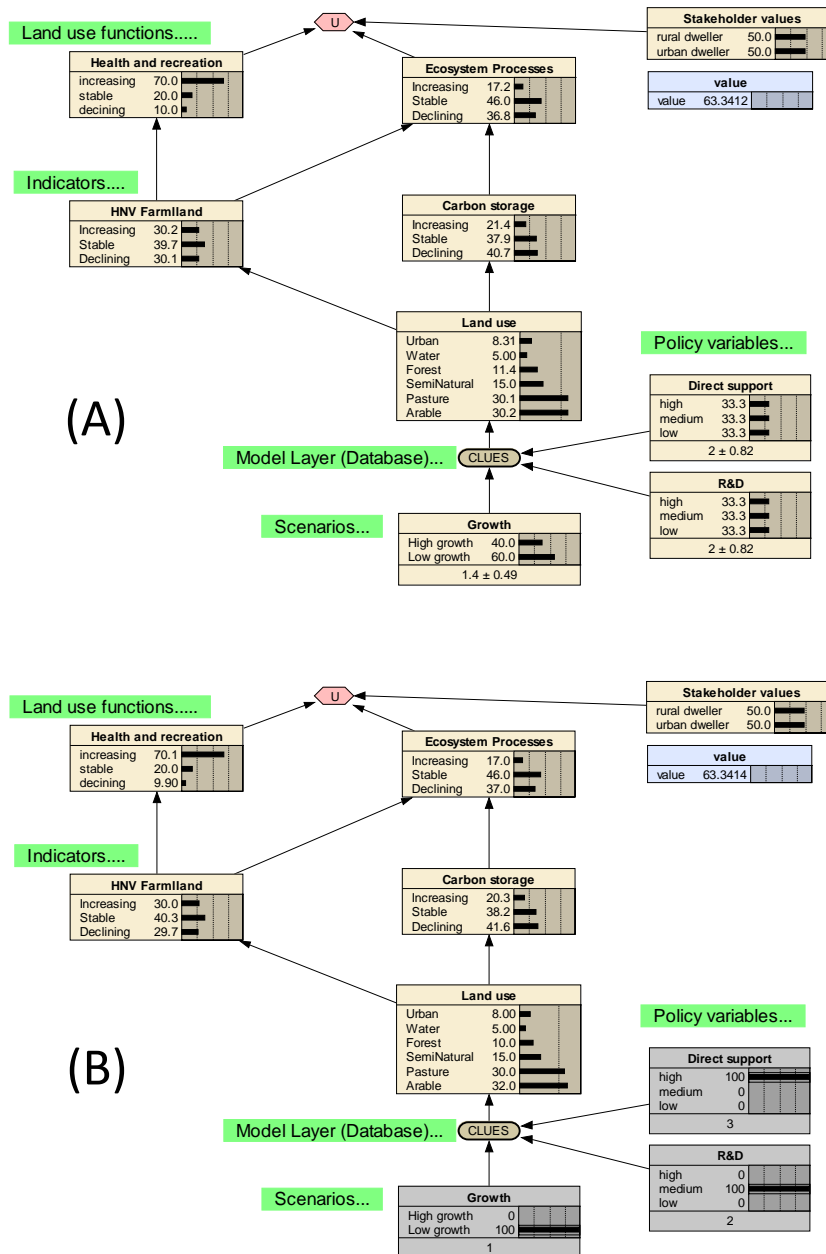 U
Land use functions.....
Stakeholder values
rural dweller 50.0
urban dweller 50.0
Health and recreation
increasing 70.0
stable 20.0
decining 10.0
Ecosystem Processes
Increasing 17.2
Stable 46.0
Declining 36.8
value
value 63.3412
Indicators....
HNV Farmlland
Increasing 30.2
Stable 39.7
Declining 30.1
Carbon storage
Increasing 21.4
Stable 37.9
Declining 40.7
Land use
Urban 8.31
Water 5.00
Forest 11.4
SemiNatural 15.0
Pasture 30.1
Arable 30.2
Policy variables...
Direct support
high 33.3
medium 33.3
low 33.3
2 ± 0.82
(A)
Model Layer (Database)...
CLUES
R&D
high 33.3
medium 33.3
low 33.3
2 ± 0.82
Scenarios...
Growth
High growth 40.0
Low growth 60.0
1.4 ± 0.49
U
Land use functions.....
Stakeholder values
rural dweller 50.0
urban dweller 50.0
Health and recreation
increasing 70.1
stable 20.0
decining 9.90
Ecosystem Processes
Increasing 17.0
Stable 46.0
Declining 37.0
value
value 63.3414
Indicators....
HNV Farmlland
Increasing 30.0
Stable 40.3
Declining 29.7
Carbon storage
Increasing 20.3
Stable 38.2
Declining 41.6
Land use
Urban 8.00
Water 5.00
Forest 10.0
SemiNatural 15.0
Pasture 30.0
Arable 32.0
Policy variables...
Direct support
high 100
medium 0
low 0
3
(B)
Model Layer (Database)...
CLUES
R&D
high 0
medium 100
low 0
2
Scenarios...
Growth
High growth 0
Low growth 100
1